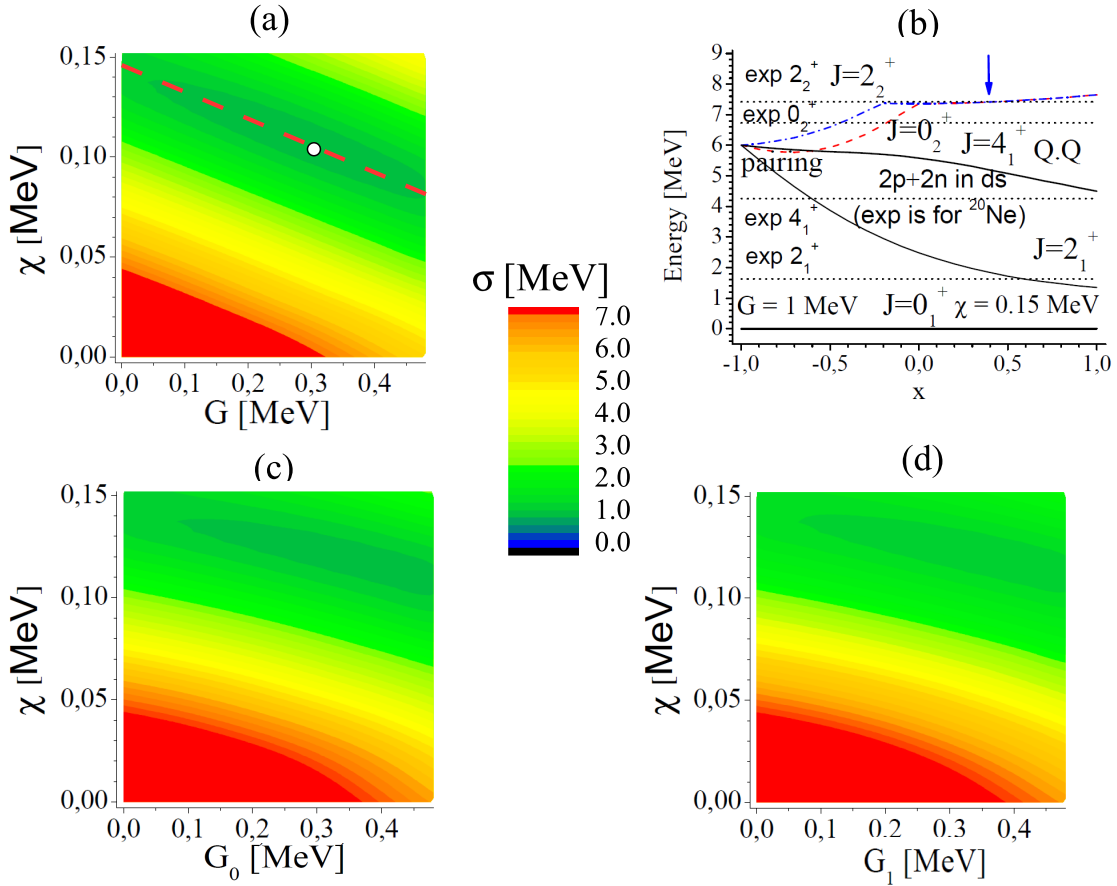 (a)
0,15
0,10
0,05
0,00
χ [MeV]
0,0 0,1 0,2 0,3 0,4
G [MeV]
(b)
9
8
7
6
5
4
3
2
1
0
Energy [MeV]
exp 2₂⁺ J=2₂⁺
exp 0₂⁺
J=0₂⁺ J=4₁⁺ Q.Q
pairing
2p+2n in ds
(exp is for ²⁰Ne)
exp 4₁⁺
exp 2₁⁺ J=2₁⁺
G = 1 MeV J=0₁⁺ χ = 0.15 MeV
-1,0 -0,5 0,0 0,5 1,0
x
σ [MeV]
7.0
6.0
5.0
4.0
3.0
2.0
1.0
0.0
(c)
0,15
0,10
0,05
0,00
χ [MeV]
0,0 0,1 0,2 0,3 0,4
G₀ [MeV]
(d)
0,15
0,10
0,05
0,00
χ [MeV]
0,0 0,1 0,2 0,3 0,4
G₁ [MeV]